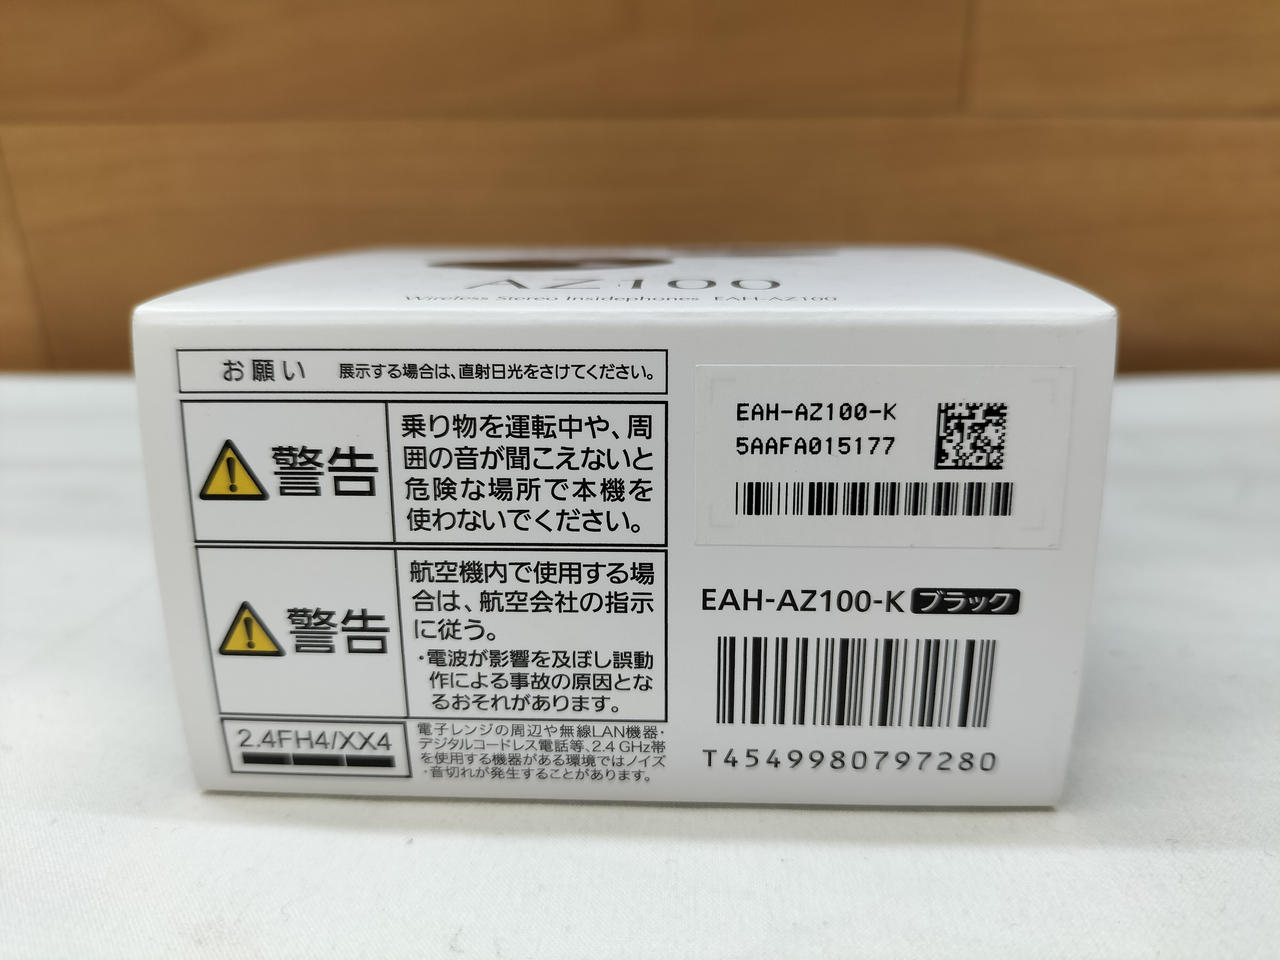 AZ100
Wireless Stereo Insidephones EAH-AZ100
お願い 展示する場合は、直射日光をさけてください。
警告
乗り物を運転中や、周
囲の音が聞こえないと
危険な場所で本機を
使わないでください。
警告
航空機内で使用する場
合は、航空会社の指示
に従う。
・電波が影響を及ぼし誤動
作による事故の原因とな
るおそれがあります。
2.4FH4/XX4
電子レンジの周辺や無線LAN機器・
デジタルコードレス電話等、2.4 GHz帯
を使用する機器がある環境ではノイズ
・音切れが発生することがあります。
EAH-AZ100-K
5AAFA015177
EAH-AZ100-K ブラック
T4549980797280